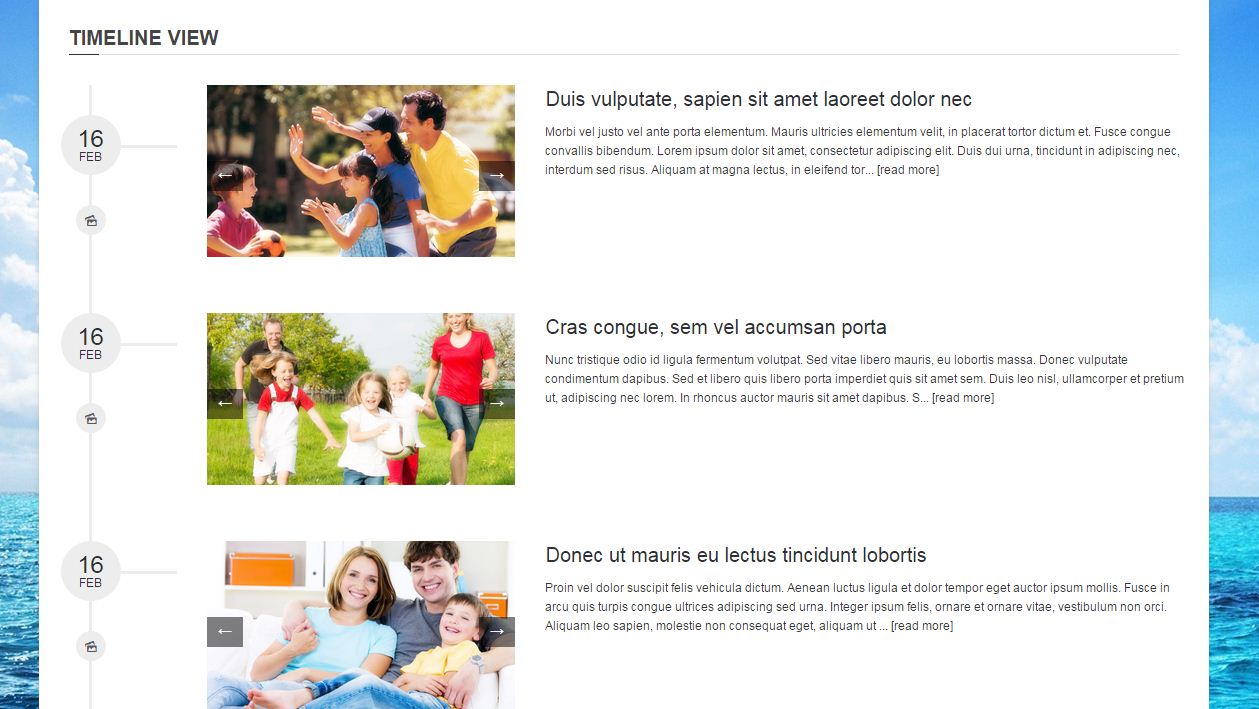 TIMELINE VIEW
16
FEB
←
→
Duis vulputate, sapien sit amet laoreet dolor nec
Morbi vel justo vel ante porta elementum. Mauris ultricies elementum velit, in placerat tortor dictum et. Fusce congue
convallis bibendum. Lorem ipsum dolor sit amet, consectetur adipiscing elit. Duis dui urna, tincidunt in adipiscing nec,
interdum sed risus. Aliquam at magna lectus, in eleifend tor... [read more]
16
FEB
←
→
Cras congue, sem vel accumsan porta
Nunc tristique odio id ligula fermentum volutpat. Sed vitae libero mauris, eu lobortis massa. Donec vulputate
condimentum dapibus. Sed et libero quis libero porta imperdiet quis sit amet sem. Duis leo nisl, ullamcorper et pretium
ut, adipiscing nec lorem. In rhoncus auctor mauris sit amet dapibus. S... [read more]
16
FEB
←
→
Donec ut mauris eu lectus tincidunt lobortis
Proin vel dolor suscipit felis vehicula dictum. Aenean luctus ligula et dolor tempor eget auctor ipsum mollis. Fusce in
arcu quis turpis congue ultrices adipiscing sed urna. Integer ipsum felis, ornare et ornare vitae, vestibulum non orci.
Aliquam leo sapien, molestie non consequat eget, aliquam ut ... [read more]